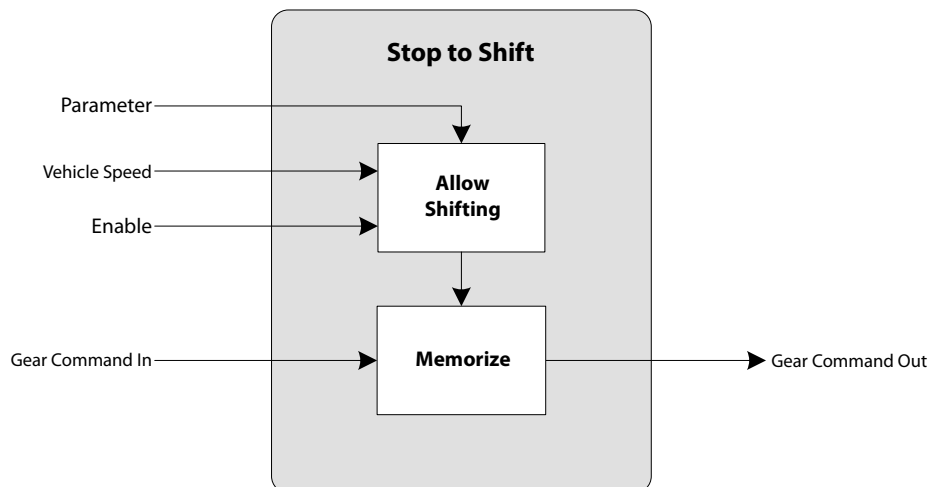 Stop to Shift
Parameter
Vehicle Speed
Allow
Shifting
Enable
Gear Command In
Memorize
Gear Command Out